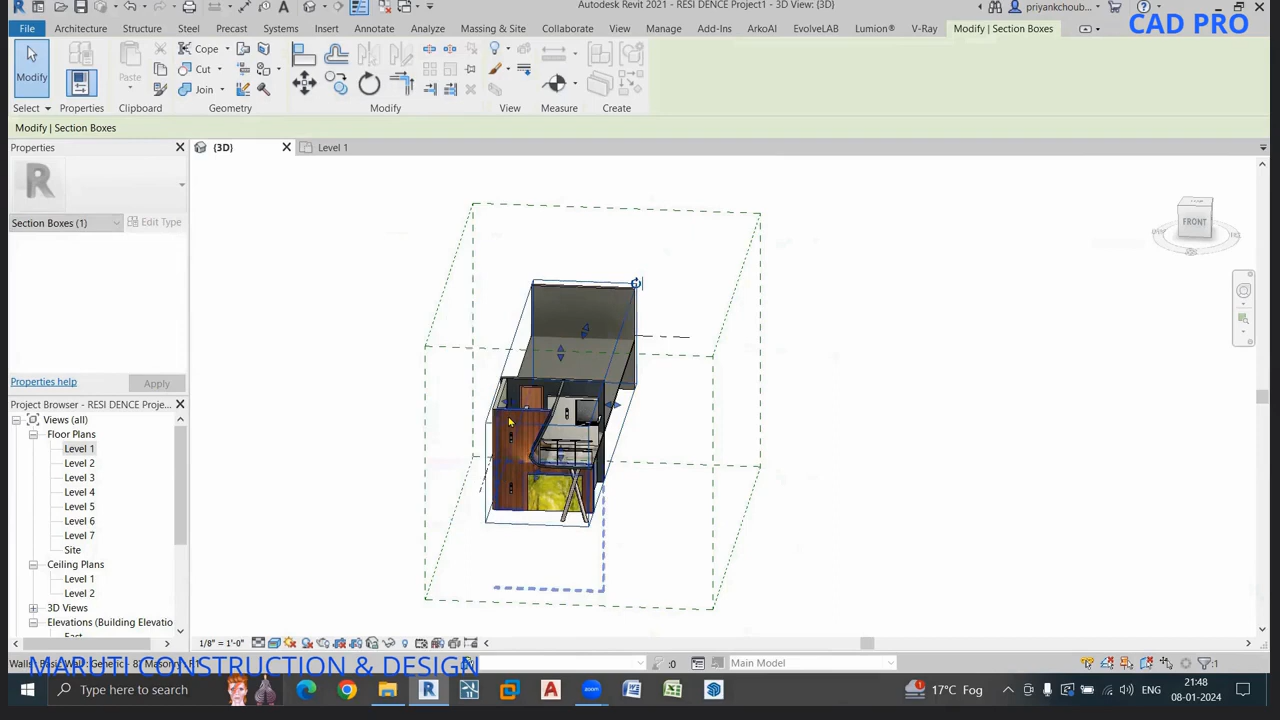 Autodesk Revit 2021 - RESI DENCE Project1 - 3D View: {3D}
priyankchoub...
CAD PRO
File Architecture Structure Steel Precast Systems Insert Annotate Analyze Massing & Site Collaborate View Manage Add-Ins ArkoAI EvolveLAB Lumion® V-Ray Modify | Section Boxes
Modify Paste Cope Cut Join
Select Properties Clipboard Geometry Modify View Measure Create
Modify | Section Boxes
Properties
{3D}
Level 1
Section Boxes (1)
Edit Type
FRONT
Properties help
Apply
Project Browser - RESI DENCE Proje...
Views (all)
Floor Plans
Level 1
Level 2
Level 3
Level 4
Level 5
Level 6
Level 7
Site
Ceiling Plans
Level 1
Level 2
3D Views
Elevations (Building Elevatio
East
1/8" = 1'-0"
MARUTI CONSTRUCTION & DESIGN
:0
Main Model
:1
Type here to search
17°C Fog
ENG
21:48
08-01-2024